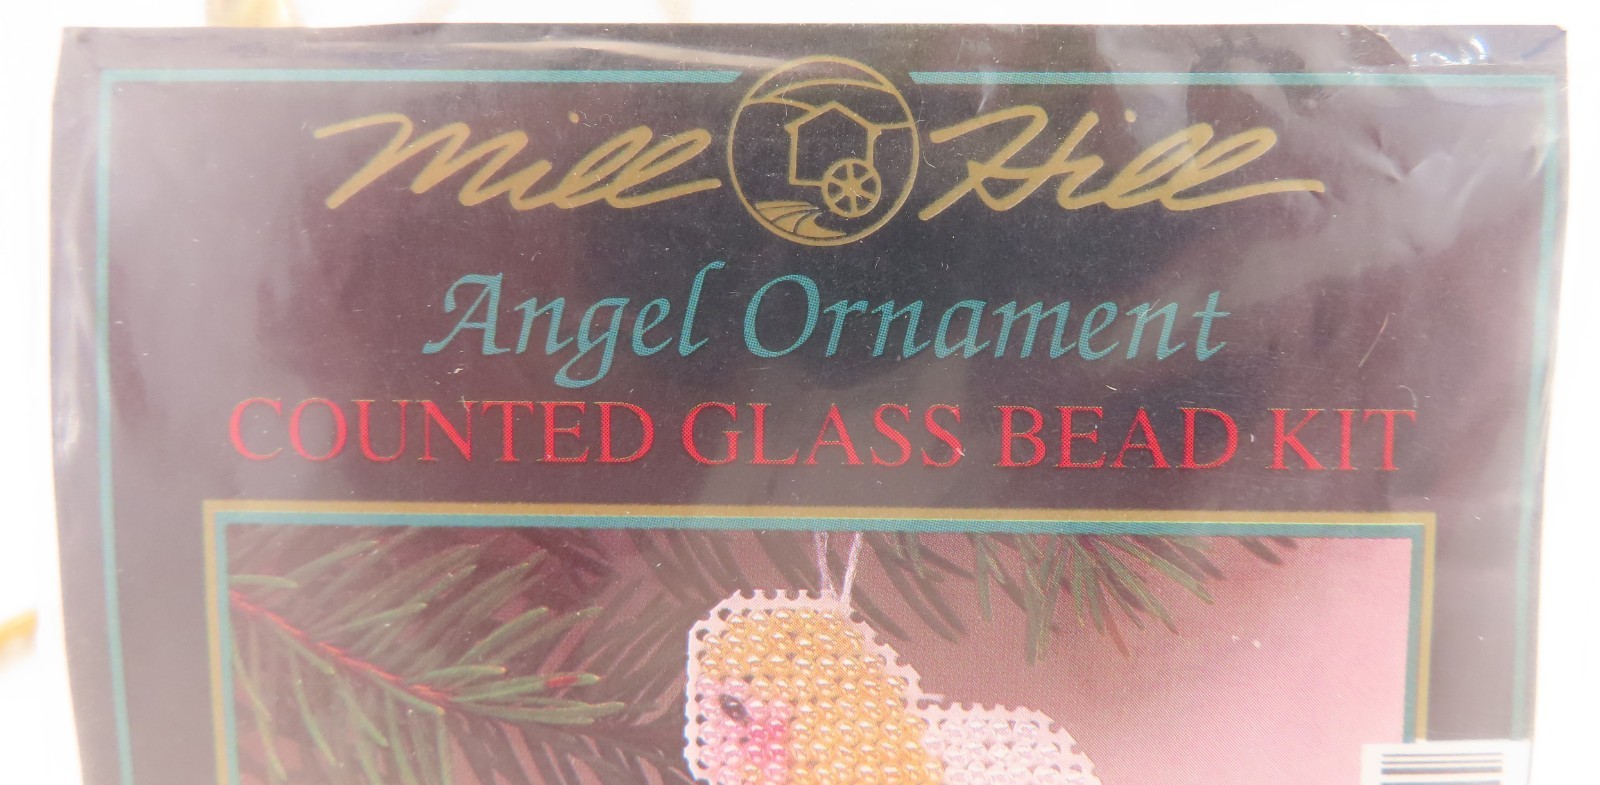 Mill Hill
Angel Ornament
COUNTED GLASS BEAD KIT